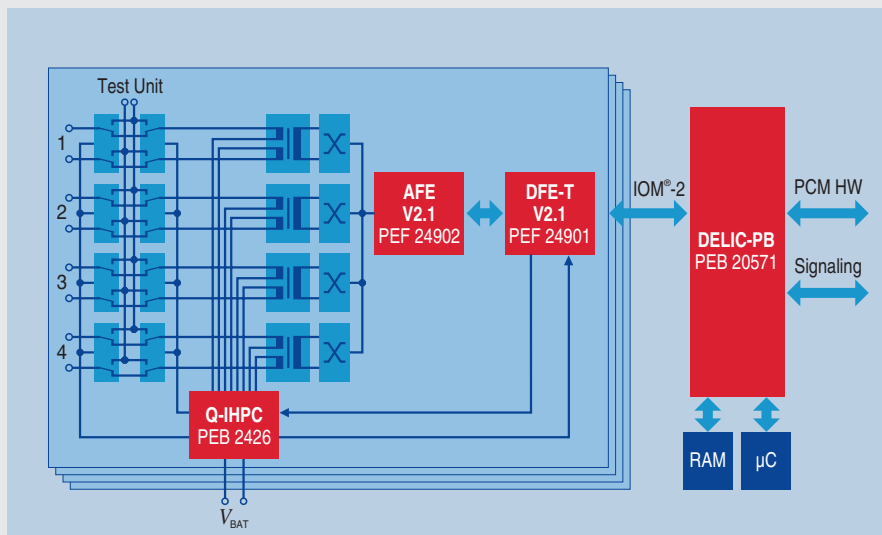 Test Unit
1
2
3
4
AFE
V2.1
PEF 24902
DFE-T
V2.1
PEF 24901
IOM®-2
DELIC-PB
PEB 20571
PCM HW
Signaling
Q-IHPC
PEB 2426
RAM
µC
VBAT